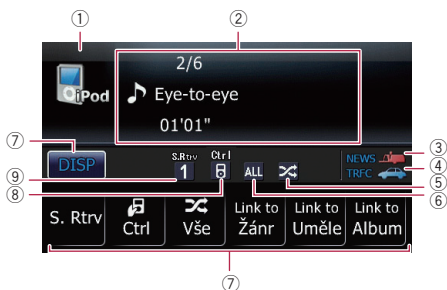 ① ②
2/6
iPod
Eye-to-eye
01'01"
⑦ ③
DISP S.Rtrv 1 Ctrl ALL NEWS
TRFC ④
⑨ ⑧ ⑥ ⑤
S. Rtrv Ctrl Vše Link to Žánr Link to Uměle Link to Album
⑦